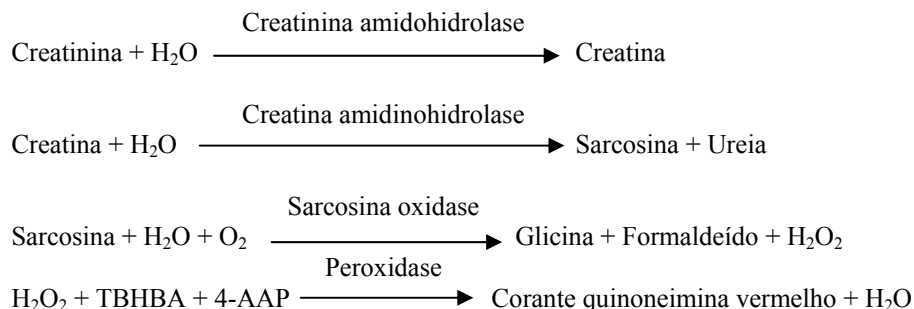 Creatinina amidohidrolase
Creatinina + H₂O Creatina
Creatina amidinohidrolase
Creatina + H₂O Sarcosina + Ureia
Sarcosina oxidase
Sarcosina + H₂O + O₂ Glicina + Formaldeído + H₂O₂
Peroxidase
H₂O₂ + TBHBA + 4-AAP Corante quinoneimina vermelho + H₂O